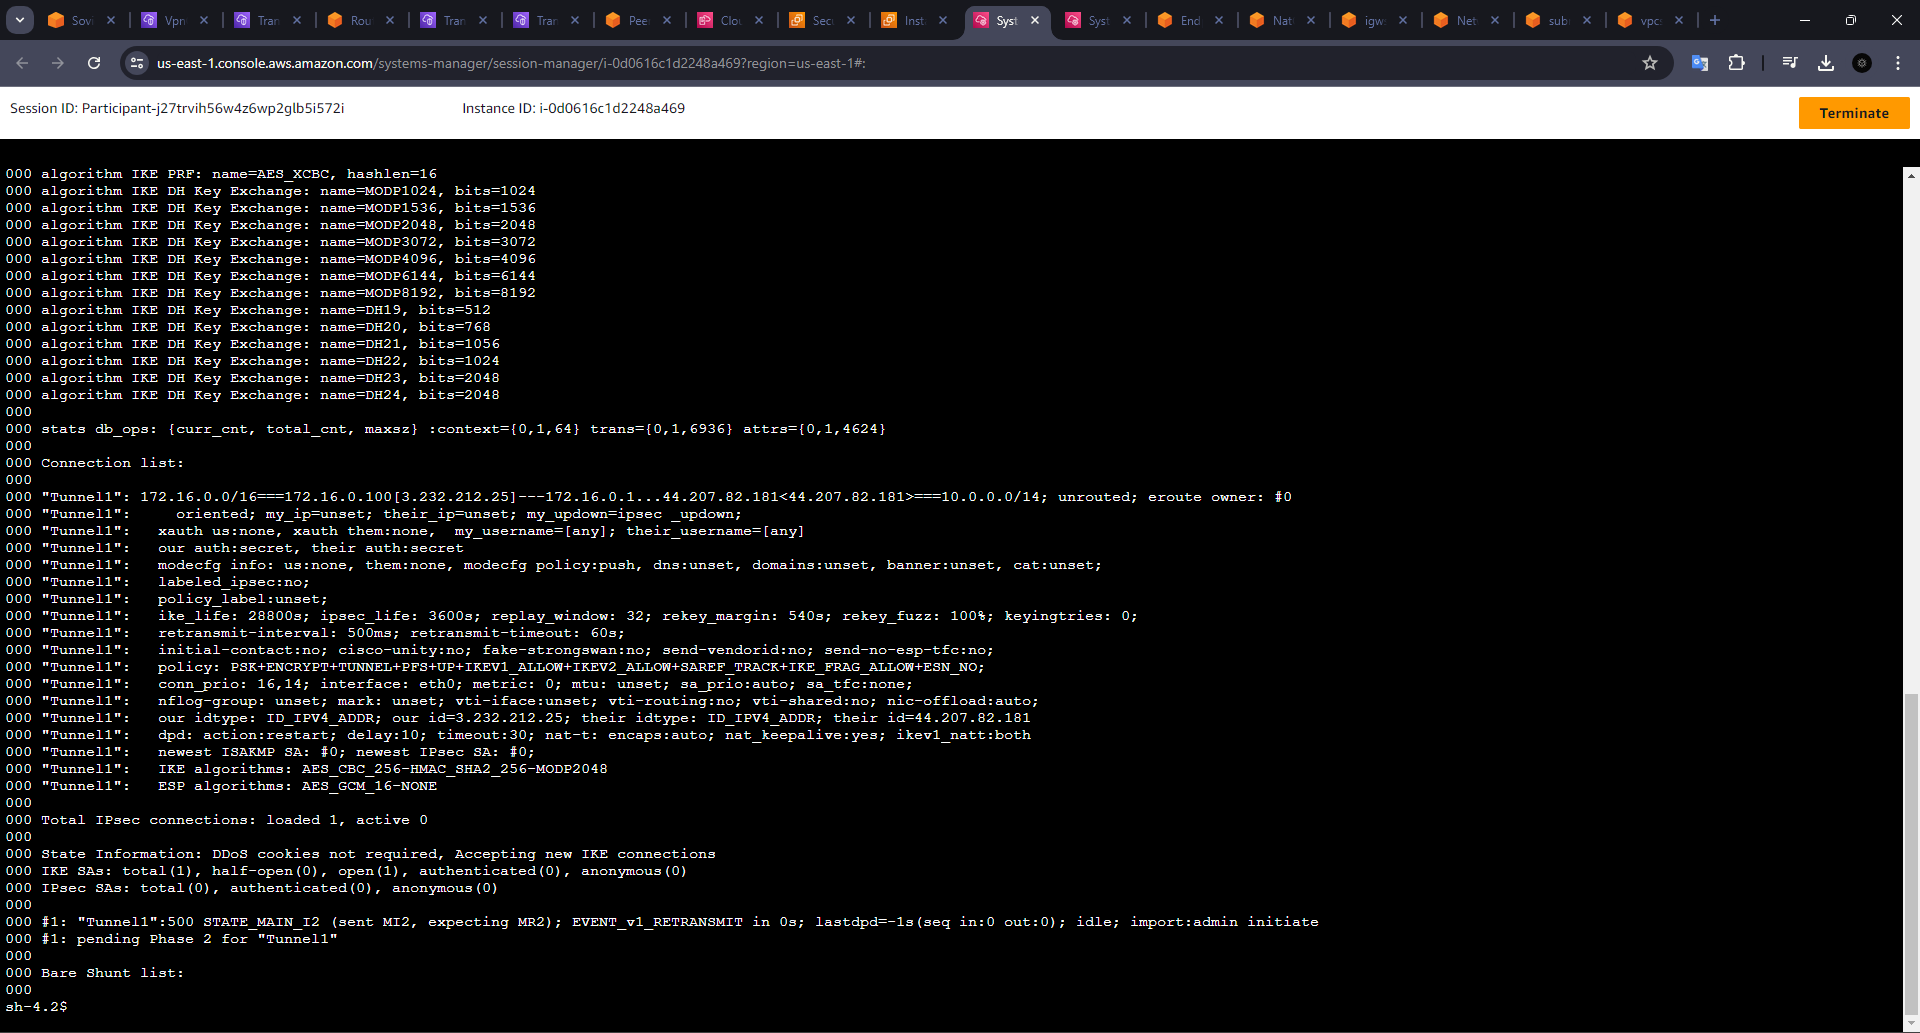 Sovi
Vpn
Tran
Rou
Tran
Tran
Pee
Clou
Secu
Inst
Syst
Syst
End
Nat
igw
Net
sub
vpc
us-east-1.console.aws.amazon.com/systems-manager/session-manager/i-0d0616c1d2248a469?region=us-east-1#:
Session ID: Participant-j27trvih56w4z6wp2glb5i572i
Instance ID: i-0d0616c1d2248a469
Terminate
000 algorithm IKE PRF: name=AES_XCBC, hashlen=16
000 algorithm IKE DH Key Exchange: name=MODP1024, bits=1024
000 algorithm IKE DH Key Exchange: name=MODP1536, bits=1536
000 algorithm IKE DH Key Exchange: name=MODP2048, bits=2048
000 algorithm IKE DH Key Exchange: name=MODP3072, bits=3072
000 algorithm IKE DH Key Exchange: name=MODP4096, bits=4096
000 algorithm IKE DH Key Exchange: name=MODP6144, bits=6144
000 algorithm IKE DH Key Exchange: name=MODP8192, bits=8192
000 algorithm IKE DH Key Exchange: name=DH19, bits=512
000 algorithm IKE DH Key Exchange: name=DH20, bits=768
000 algorithm IKE DH Key Exchange: name=DH21, bits=1056
000 algorithm IKE DH Key Exchange: name=DH22, bits=1024
000 algorithm IKE DH Key Exchange: name=DH23, bits=2048
000 algorithm IKE DH Key Exchange: name=DH24, bits=2048
000
000 stats db_ops: {curr_cnt, total_cnt, maxsz} :context={0,1,64} trans={0,1,6936} attrs={0,1,4624}
000
000 Connection list:
000
000 "Tunnel1": 172.16.0.0/16===172.16.0.100[3.232.212.25]---172.16.0.1...44.207.82.181<44.207.82.181>===10.0.0.0/14; unrouted; eroute owner: #0
000 "Tunnel1":     oriented; my_ip=unset; their_ip=unset; my_updown=ipsec _updown;
000 "Tunnel1":   xauth us:none, xauth them:none,  my_username=[any]; their_username=[any]
000 "Tunnel1":   our auth:secret, their auth:secret
000 "Tunnel1":   modecfg info: us:none, them:none, modecfg policy:push, dns:unset, domains:unset, banner:unset, cat:unset;
000 "Tunnel1":   labeled_ipsec:no;
000 "Tunnel1":   policy_label:unset;
000 "Tunnel1":   ike_life: 28800s; ipsec_life: 3600s; replay_window: 32; rekey_margin: 540s; rekey_fuzz: 100%; keyingtries: 0;
000 "Tunnel1":   retransmit-interval: 500ms; retransmit-timeout: 60s;
000 "Tunnel1":   initial-contact:no; cisco-unity:no; fake-strongswan:no; send-vendorid:no; send-no-esp-tfc:no;
000 "Tunnel1":   policy: PSK+ENCRYPT+TUNNEL+PFS+UP+IKEV1_ALLOW+IKEV2_ALLOW+SAREF_TRACK+IKE_FRAG_ALLOW+ESN_NO;
000 "Tunnel1":   conn_prio: 16,14; interface: eth0; metric: 0; mtu: unset; sa_prio:auto; sa_tfc:none;
000 "Tunnel1":   nflog-group: unset; mark: unset; vti-iface:unset; vti-routing:no; vti-shared:no; nic-offload:auto;
000 "Tunnel1":   our idtype: ID_IPV4_ADDR; our id=3.232.212.25; their idtype: ID_IPV4_ADDR; their id=44.207.82.181
000 "Tunnel1":   dpd: action:restart; delay:10; timeout:30; nat-t: encaps:auto; nat_keepalive:yes; ikev1_natt:both
000 "Tunnel1":   newest ISAKMP SA: #0; newest IPsec SA: #0;
000 "Tunnel1":   IKE algorithms: AES_CBC_256-HMAC_SHA2_256-MODP2048
000 "Tunnel1":   ESP algorithms: AES_GCM_16-NONE
000
000 Total IPsec connections: loaded 1, active 0
000
000 State Information: DDoS cookies not required, Accepting new IKE connections
000 IKE SAs: total(1), half-open(0), open(1), authenticated(0), anonymous(0)
000 IPsec SAs: total(0), authenticated(0), anonymous(0)
000
000 #1: "Tunnel1":500 STATE_MAIN_I2 (sent MI2, expecting MR2); EVENT_v1_RETRANSMIT in 0s; lastdpd=-1s(seq in:0 out:0); idle; import:admin initiate
000 #1: pending Phase 2 for "Tunnel1"
000
000 Bare Shunt list:
000
sh-4.2$